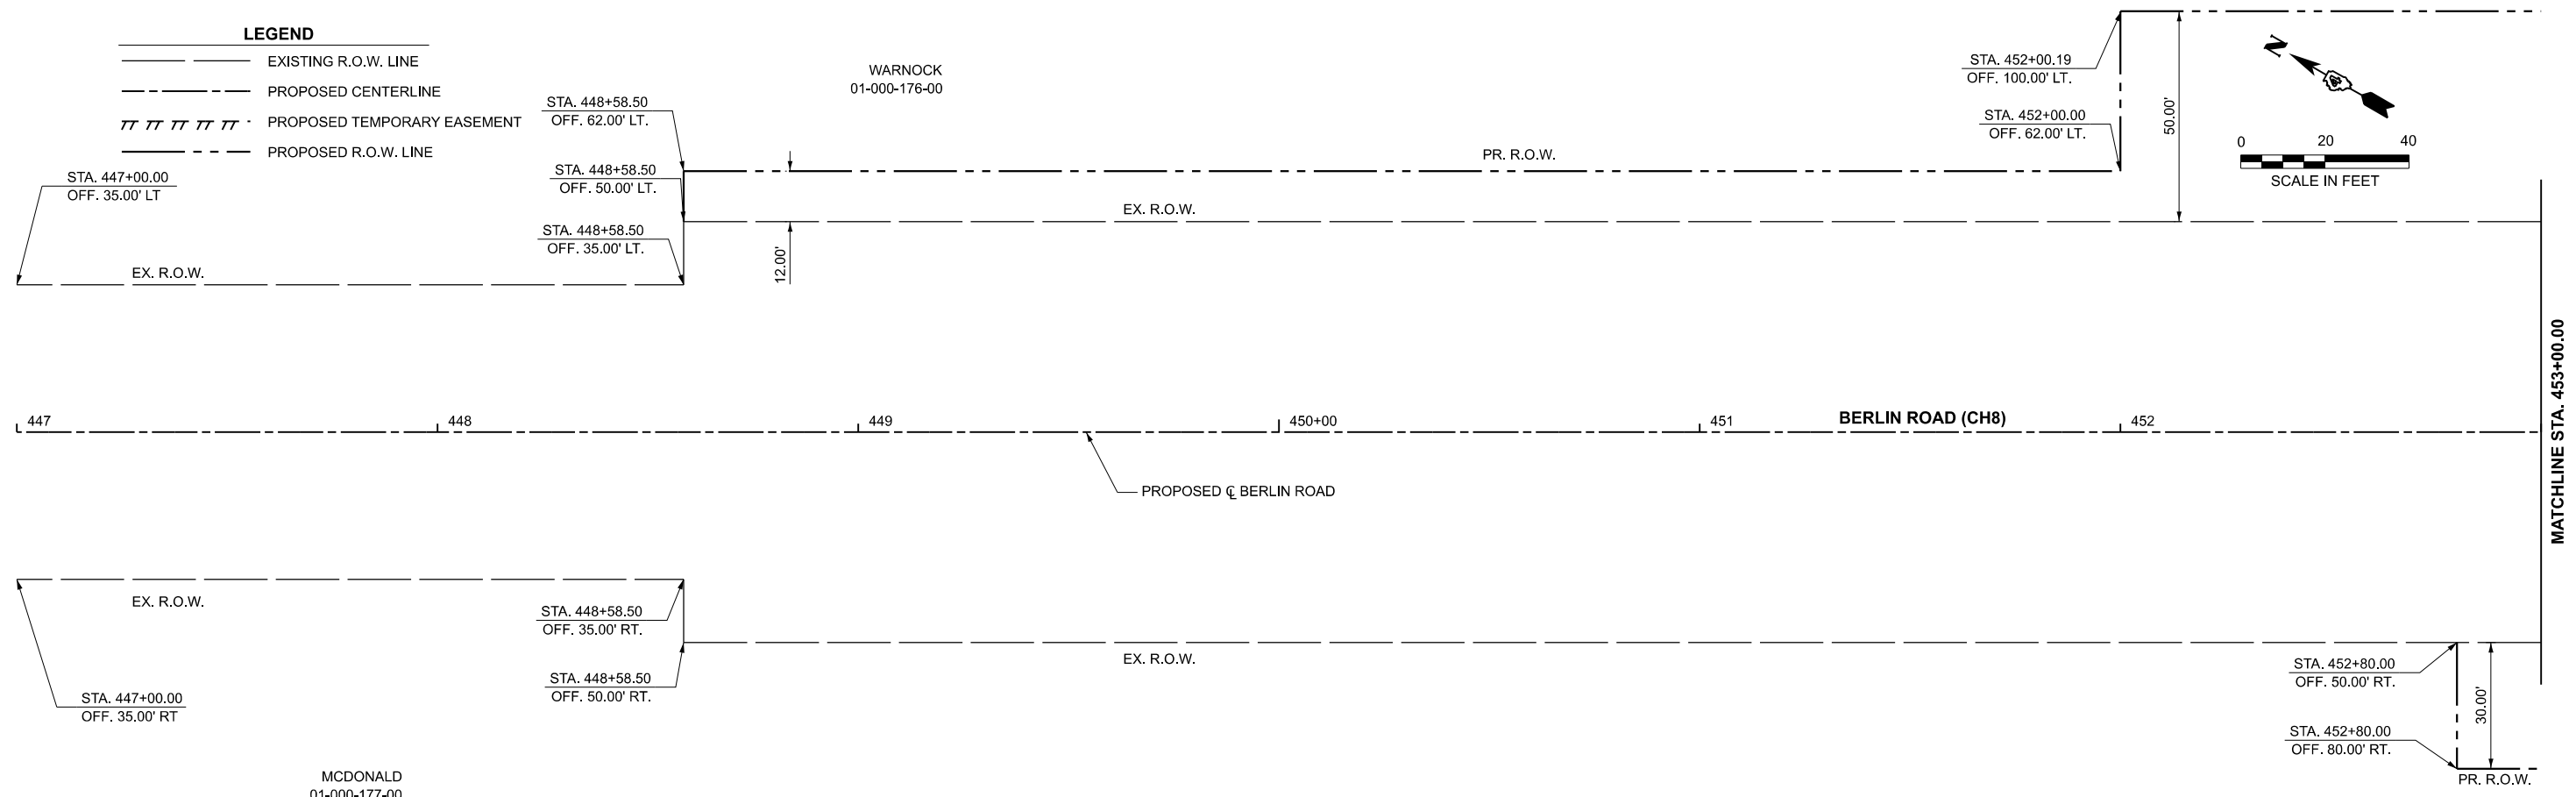 LEGEND
EXISTING R.O.W. LINE
PROPOSED CENTERLINE
PROPOSED TEMPORARY EASEMENT
PROPOSED R.O.W. LINE
WARNOCK
01-000-176-00
STA. 452+00.19
OFF. 100.00' LT.
N
4
STA. 448+58.50
OFF. 62.00' LT.
STA. 452+00.00
OFF. 62.00' LT.
50.00'
0 20 40
SCALE IN FEET
PR. R.O.W.
STA. 447+00.00
OFF. 35.00' LT
STA. 448+58.50
OFF. 50.00' LT.
EX. R.O.W.
STA. 448+58.50
OFF. 35.00' LT.
12.00'
EX. R.O.W.
447 448 449 450+00 451 BERLIN ROAD (CH8) 452
MATCHLINE STA. 453+00.00
PROPOSED ℄ BERLIN ROAD
EX. R.O.W.
STA. 448+58.50
OFF. 35.00' RT.
EX. R.O.W.
STA. 448+58.50
OFF. 50.00' RT.
STA. 447+00.00
OFF. 35.00' RT
STA. 452+80.00
OFF. 50.00' RT.
30.00'
STA. 452+80.00
OFF. 80.00' RT.
PR. R.O.W.
MCDONALD
01-000-177-00